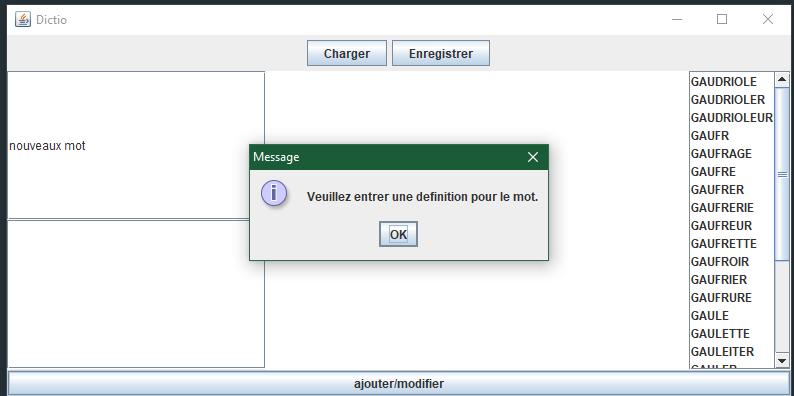 Dictio
Charger
Enregistrer
nouveaux mot
Message
Veuillez entrer une definition pour le mot.
OK
GAUDRIOLE
GAUDRIOLER
GAUDRIOLEUR
GAUFR
GAUFRAGE
GAUFRE
GAUFRER
GAUFRERIE
GAUFREUR
GAUFRETTE
GAUFROIR
GAUFRIER
GAUFRURE
GAULE
GAULETTE
GAULEITER
GAULER
ajouter/modifier